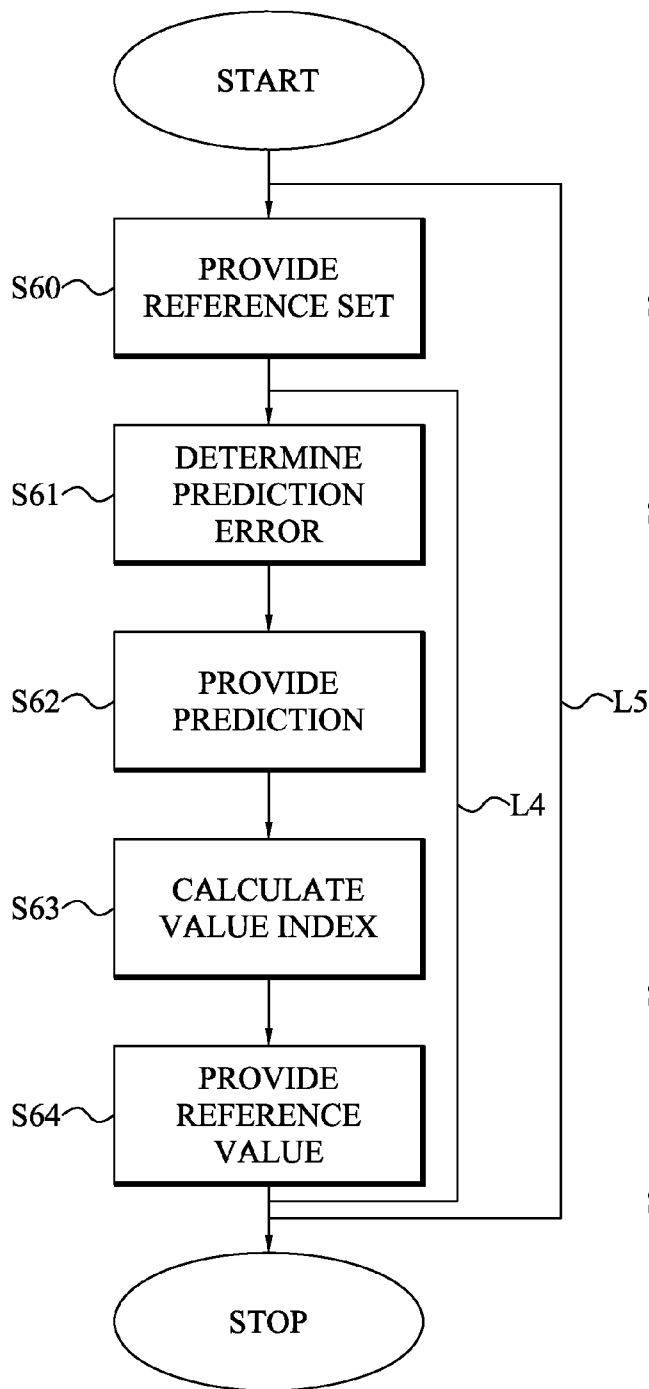 START
S60
PROVIDE
REFERENCE SET
S61
DETERMINE
PREDICTION
ERROR
S62
PROVIDE
PREDICTION
L5
L4
S63
CALCULATE
VALUE INDEX
S64
PROVIDE
REFERENCE
VALUE
STOP